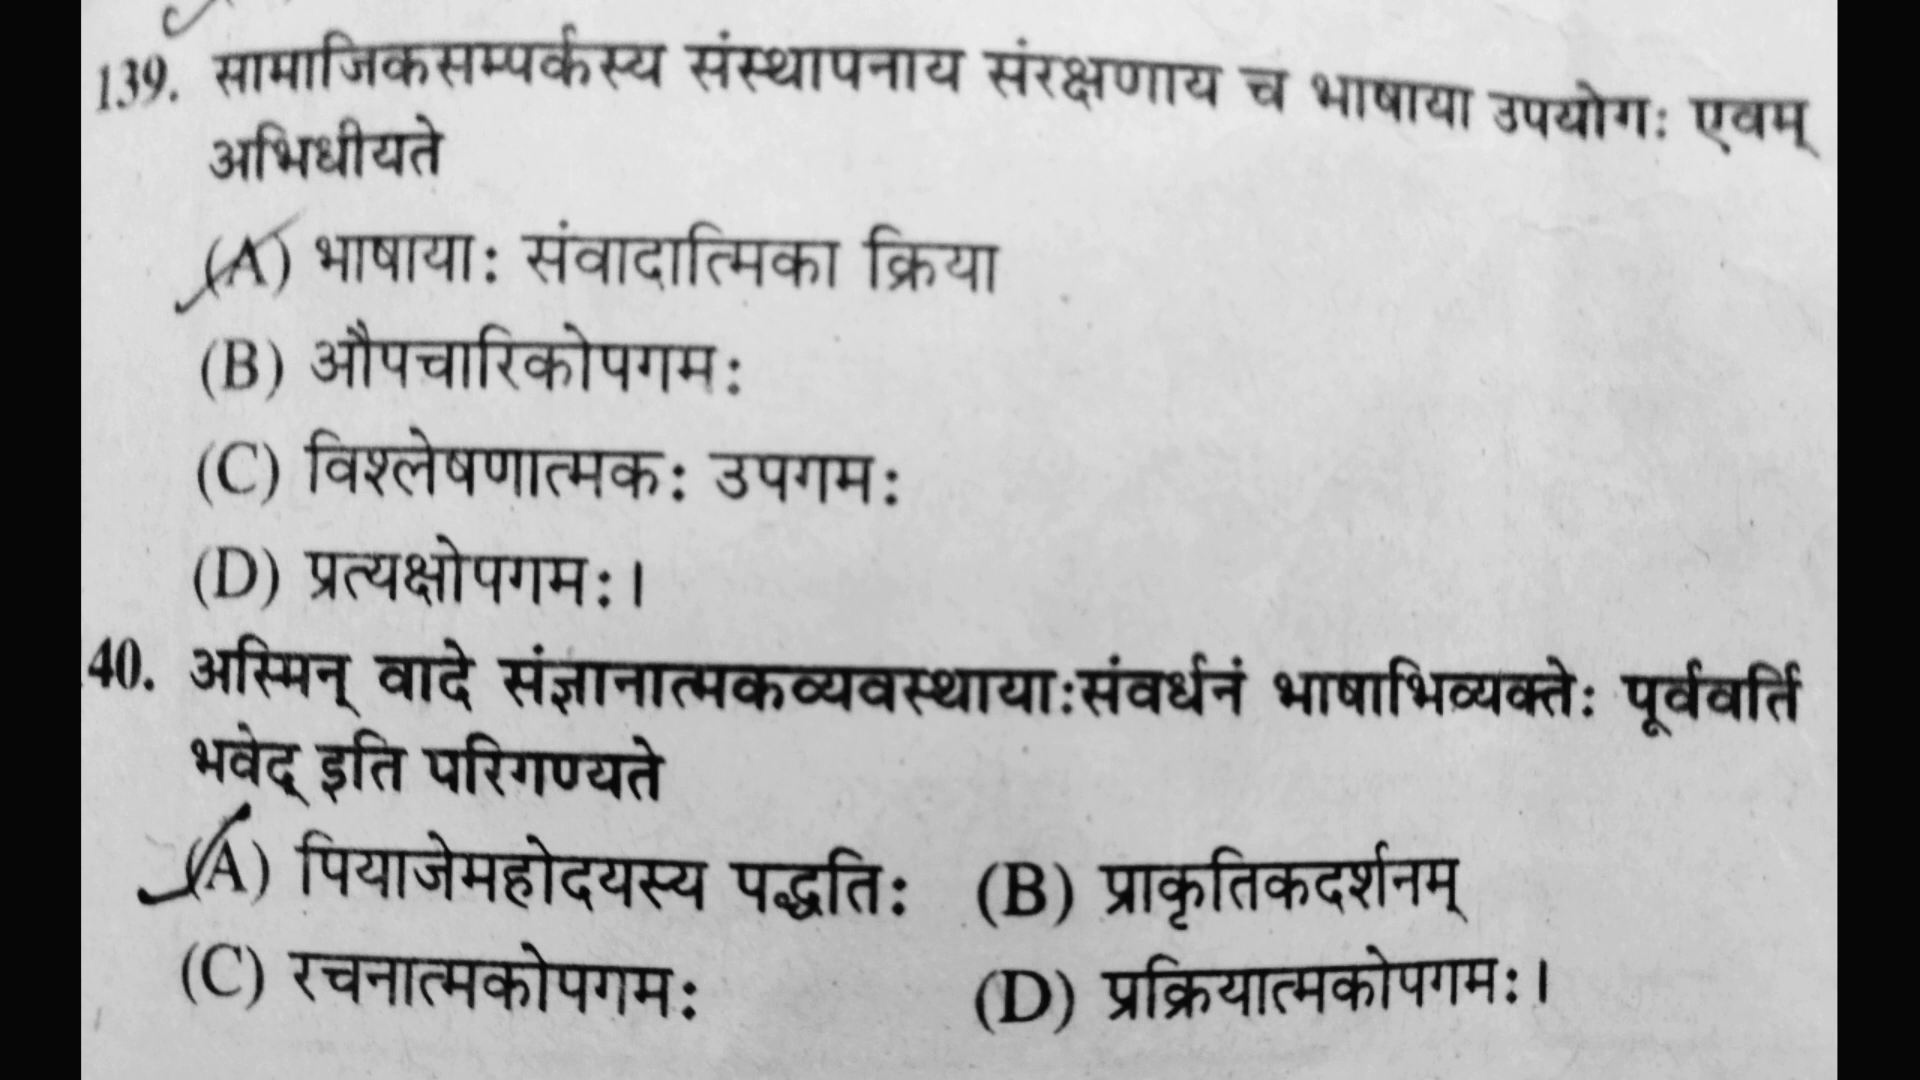 139. सामाजिकसम्पर्कस्य संस्थापनाय संरक्षणाय च भाषाया उपयोगः एवम्
अभिधीयते
(A) भाषायाः संवादात्मिका क्रिया
(B) औपचारिकोपगमः
(C) विश्लेषणात्मकः उपगमः
(D) प्रत्यक्षोपगमः।
40. अस्मिन् वादे संज्ञानात्मकव्यवस्थायाःसंवर्धनं भाषाभिव्यक्तेः पूर्ववर्ति
भवेद् इति परिगण्यते
(A) पियाजेमहोदयस्य पद्धतिः (B) प्राकृतिकदर्शनम्
(C) रचनात्मकोपगमः (D) प्रक्रियात्मकोपगमः।